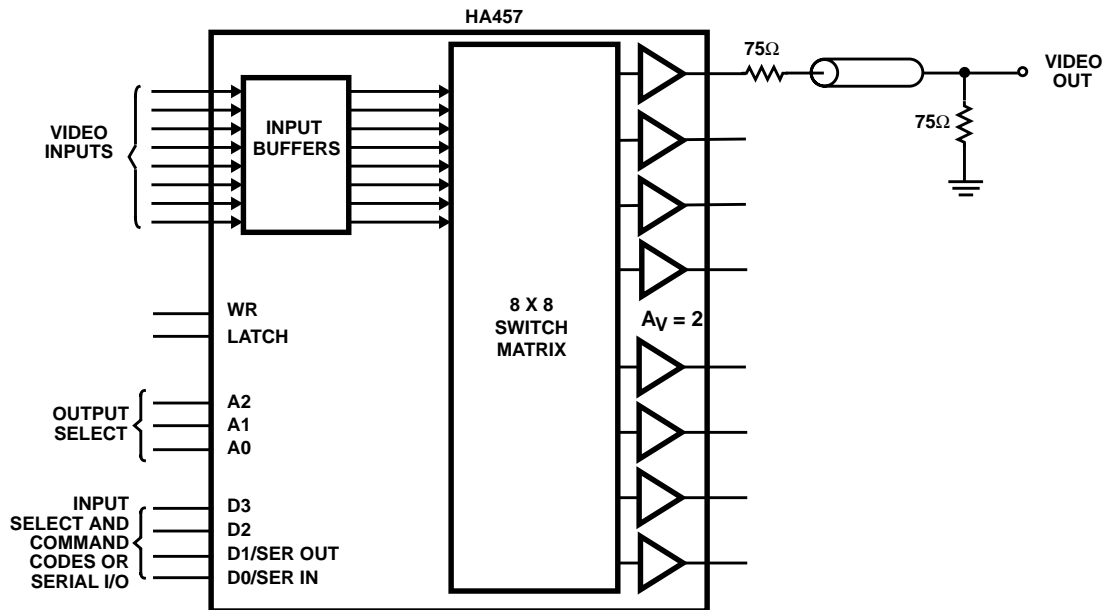 HA457
VIDEO
INPUTS
INPUT
BUFFERS
8 X 8
SWITCH
MATRIX
A_V = 2
75Ω
VIDEO
OUT
75Ω
WR
LATCH
OUTPUT
SELECT
A2
A1
A0
INPUT
SELECT AND
COMMAND
CODES OR
SERIAL I/O
D3
D2
D1/SER OUT
D0/SER IN